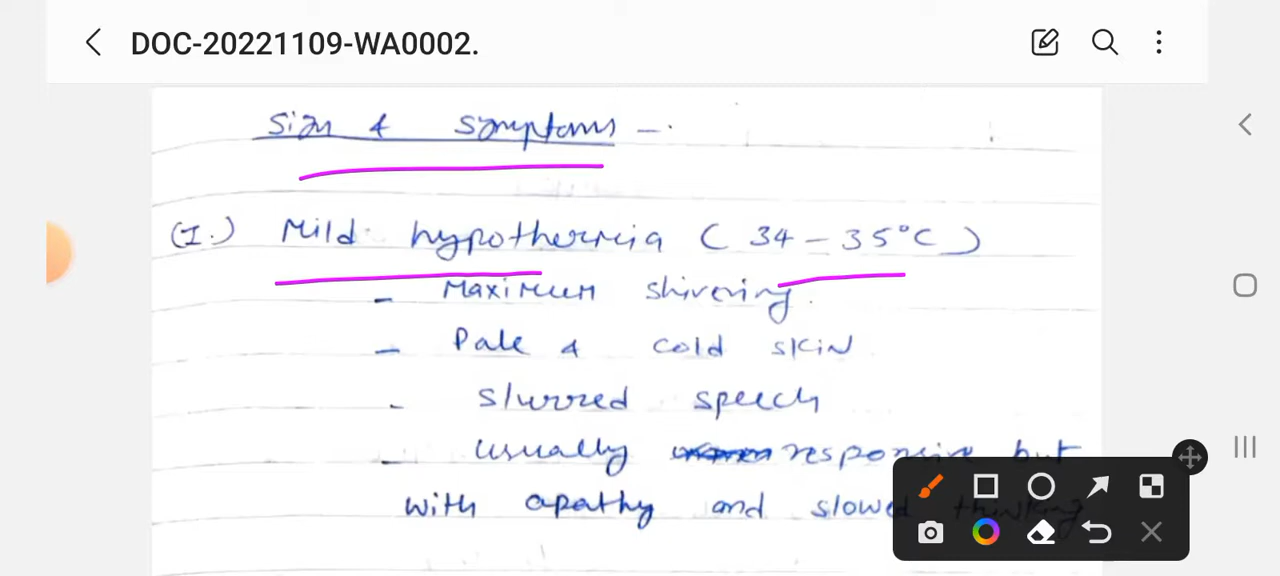 DOC-20221109-WA0002.
Sign & symptoms -
(I.) Mild hypothermia ( 34 - 35°C )
- Maximum shivering.
- Pale & cold skin
- slurred speech
- usually responsive but
with apathy and slowed thinking